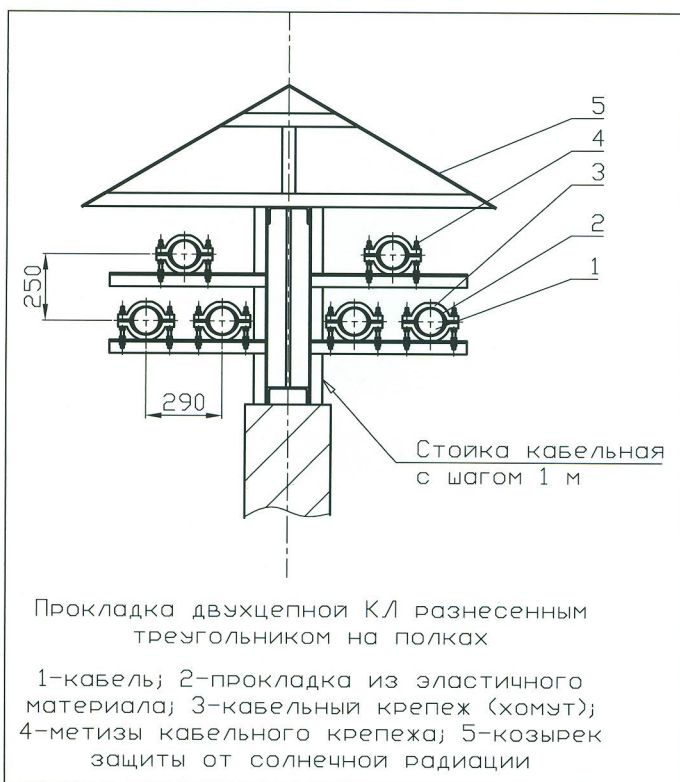 5
4
3
2
1
250
290
Стойка кабельная
с шагом 1 м
Прокладка двухцепной КЛ разнесенным
треугольником на полках
1-кабель; 2-прокладка из эластичного
материала; 3-кабельный крепеж (хомут);
4-метизы кабельного крепежа; 5-козырек
защиты от солнечной радиации